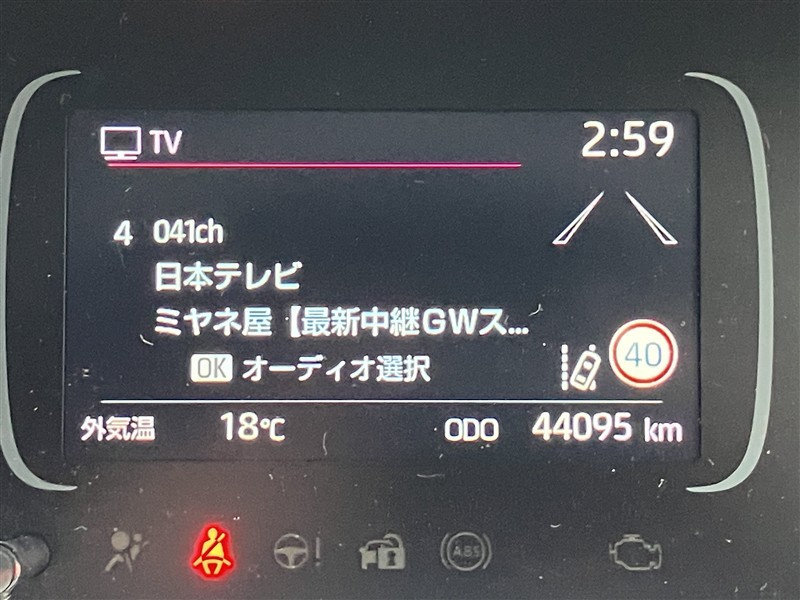 TV 2:59
4 041ch
日本テレビ
ミヤネ屋【最新中継GWス...
OK オーディオ選択
40
外気温 18℃ ODO 44095 km
ABS